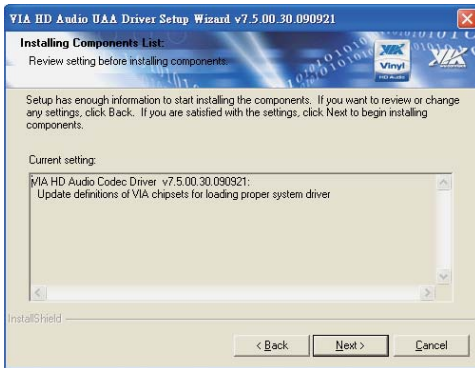 VIA HD Audio UAA Driver Setup Wizard v7.5.00.30.090921
Installing Components List:
Review setting before installing components.
VIA
Vinyl
HD Audio
VIA
Setup has enough information to start installing the components. If you want to review or change
any settings, click Back. If you are satisfied with the settings, click Next to begin installing
components.
Current setting:
VIA HD Audio Codec Driver v7.5.00.30.090921:
Update definitions of VIA chipsets for loading proper system driver
InstallShield
< Back
Next >
Cancel